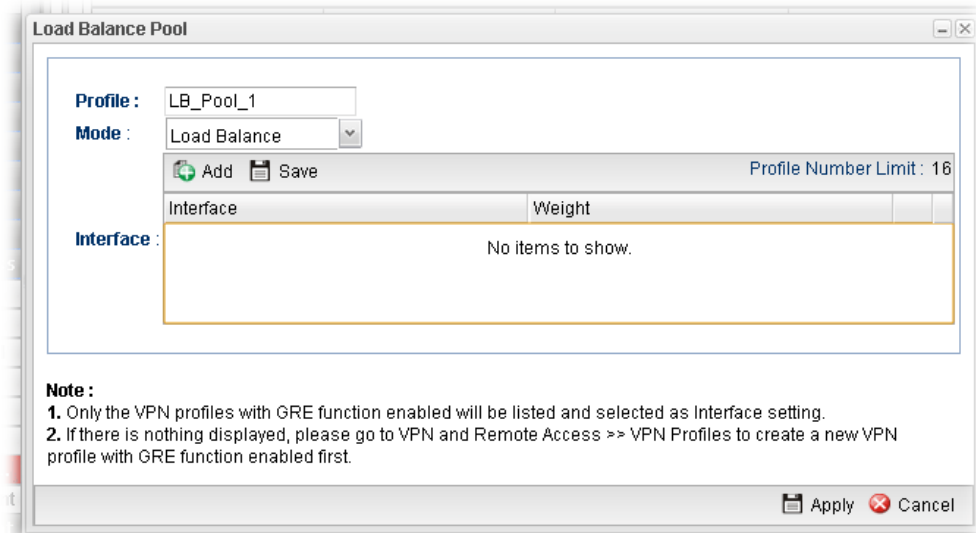 Load Balance Pool
Profile : LB_Pool_1
Mode : Load Balance
Add Save Profile Number Limit : 16
Interface Weight
Interface :
No items to show.
Note :
1. Only the VPN profiles with GRE function enabled will be listed and selected as Interface setting.
2. If there is nothing displayed, please go to VPN and Remote Access >> VPN Profiles to create a new VPN
profile with GRE function enabled first.
Apply Cancel